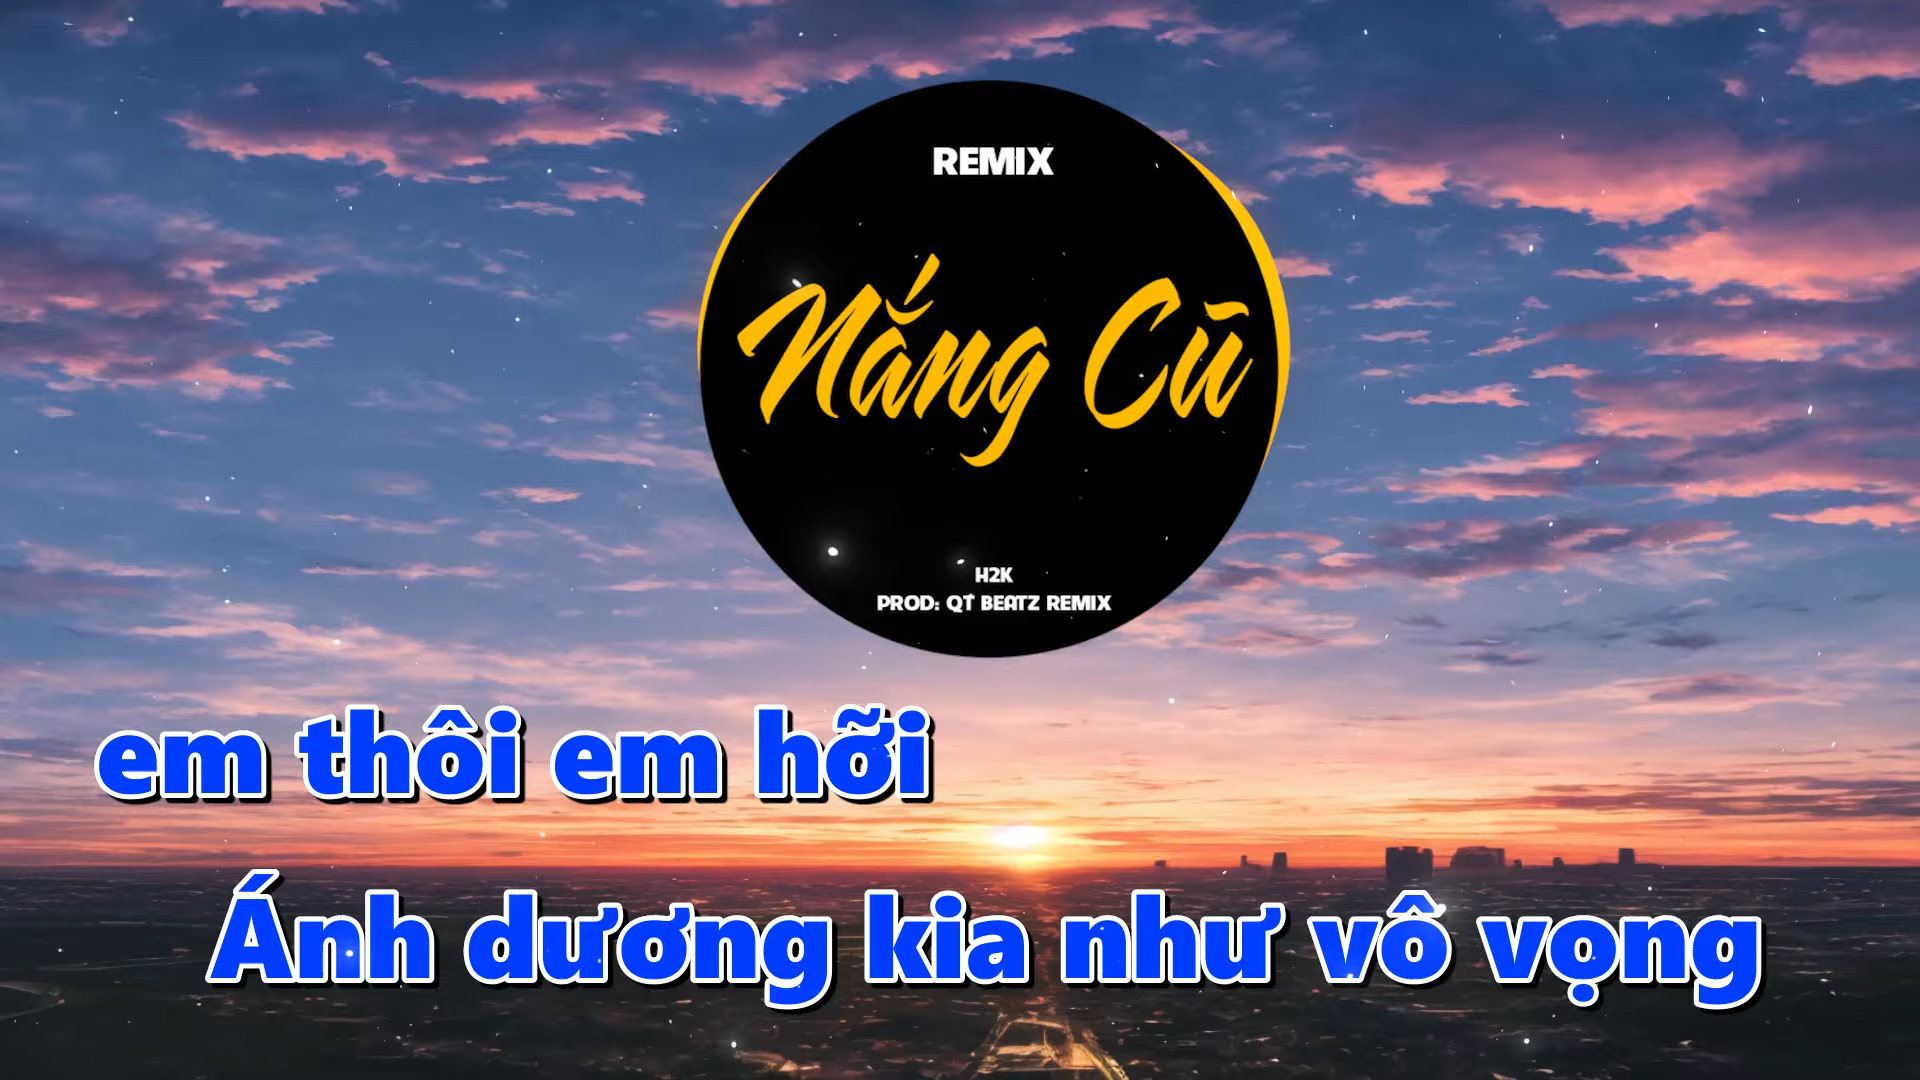 REMIX
Nắng Cũ
H2K
PROD: QT BEATZ REMIX
em thôi em hỡi
Ánh dương kia như vô vọng